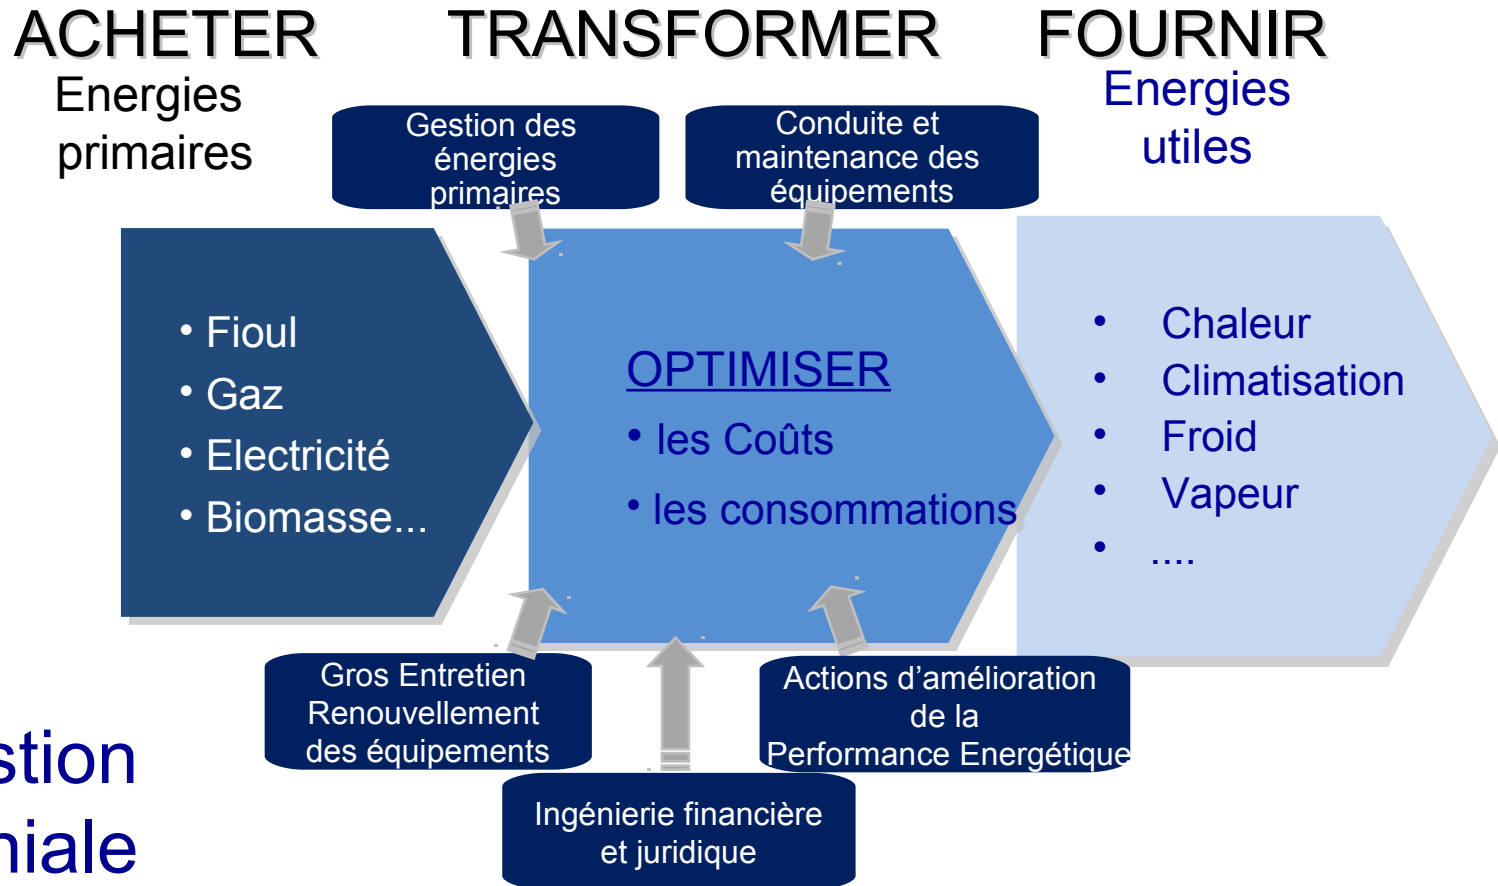 ACHETER
TRANSFORMER
FOURNIR
Energies
primaires
Energies
utiles
Gestion des
énergies
primaires
Conduite et
maintenance des
équipements
• Fioul
• Gaz
• Electricité
• Biomasse...
OPTIMISER
• les Coûts
• les consommations
• Chaleur
• Climatisation
• Froid
• Vapeur
• ....
Gros Entretien
Renouvellement
des équipements
Actions d’amélioration
de la
Performance Energétique
Ingénierie financière
et juridique
stion
niale